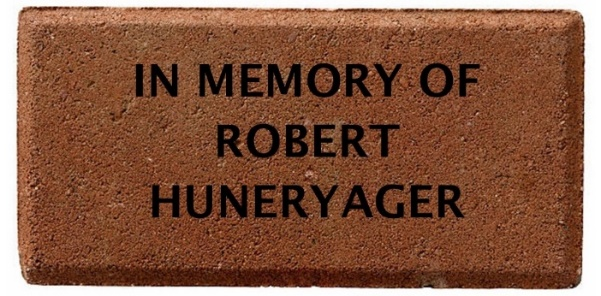 IN MEMORY OF
ROBERT
HUNERYAGER